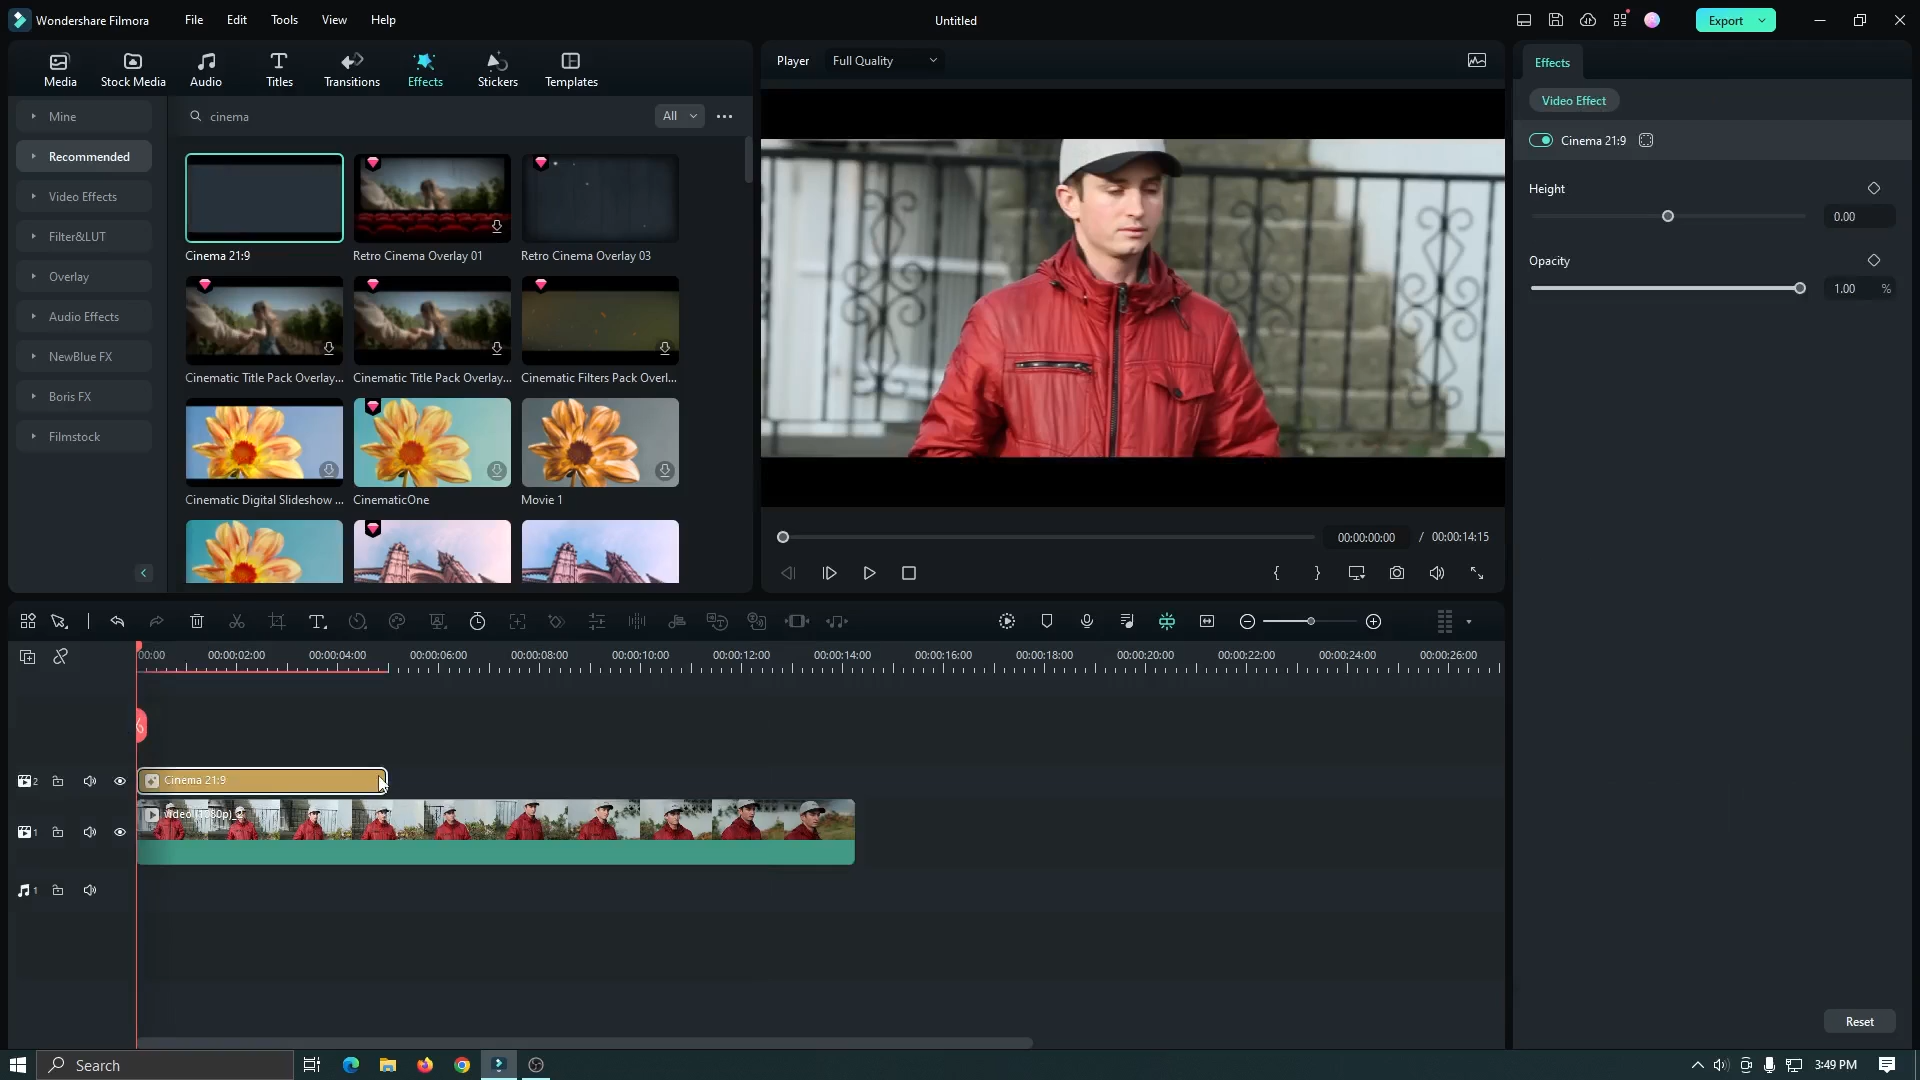 Wondershare Filmora
File
Edit
Tools
View
Help
Untitled
Export
Media
Stock Media
Audio
Titles
Transitions
Effects
Stickers
Templates
Player
Full Quality
Effects
Video Effect
Mine
Recommended
Video Effects
Filter&LUT
Overlay
Audio Effects
NewBlue FX
Boris FX
Filmstock
cinema
All
Cinema 21:9
Retro Cinema Overlay 01
Retro Cinema Overlay 03
Cinematic Title Pack Overlay...
Cinematic Title Pack Overlay...
Cinematic Filters Pack Overl...
Cinematic Digital Slideshow ...
CinematicOne
Movie 1
Cinema 21:9
Height
0.00
Opacity
1.00 %
00:00:00:00 / 00:00:14:15
00:00
00:00:02:00
00:00:04:00
00:00:06:00
00:00:08:00
00:00:10:00
00:00:12:00
00:00:14:00
00:00:16:00
00:00:18:00
00:00:20:00
00:00:22:00
00:00:24:00
00:00:26:00
2
Cinema 21:9
1
1
Reset
Search
3:49 PM